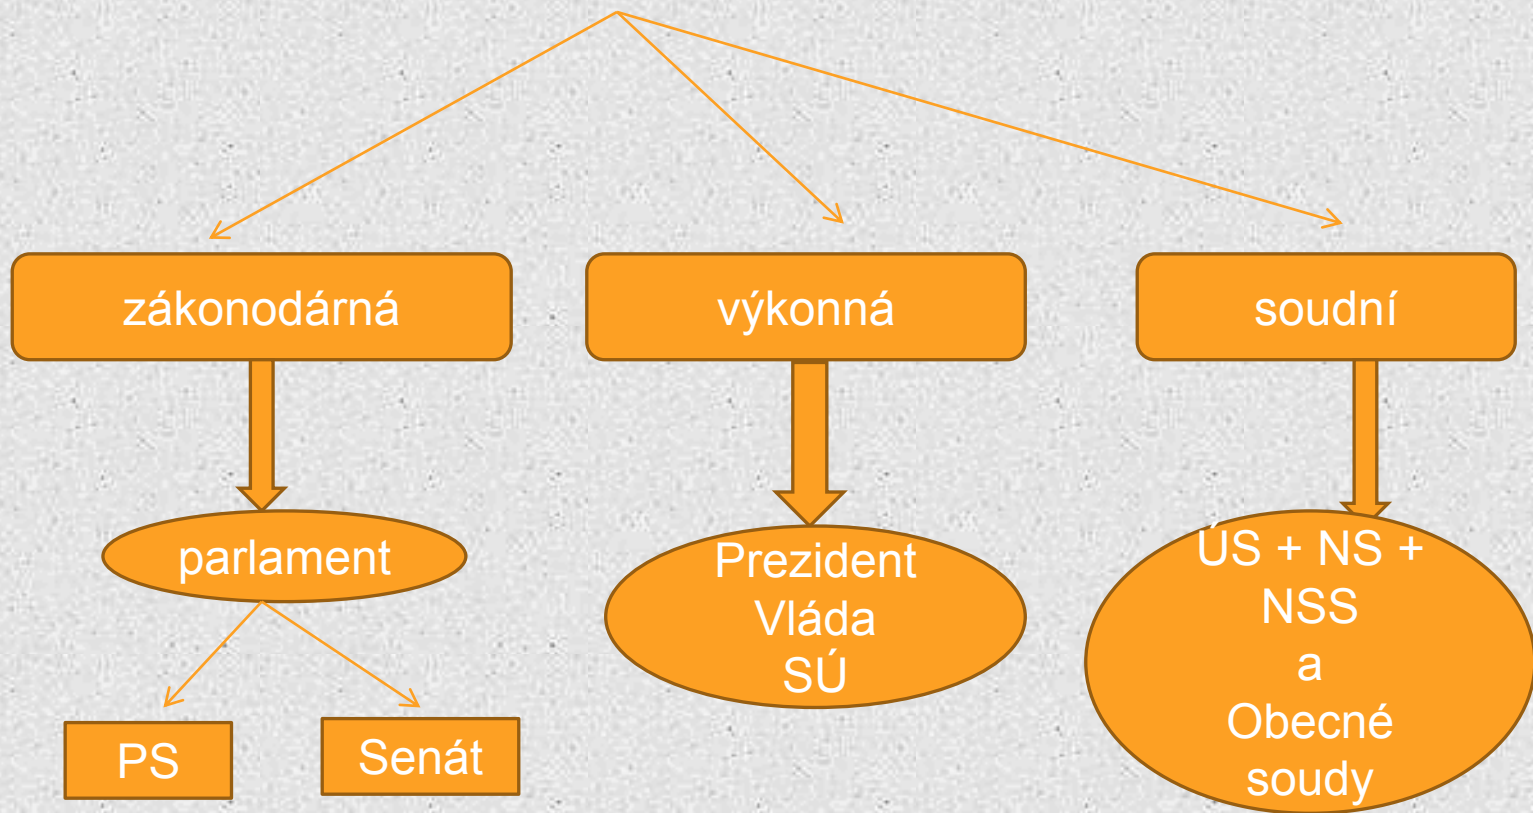 zákonodárná
výkonná
soudní
parlament
Prezident
Vláda
SÚ
ÚS + NS +
NSS
a
Obecné
soudy
PS
Senát